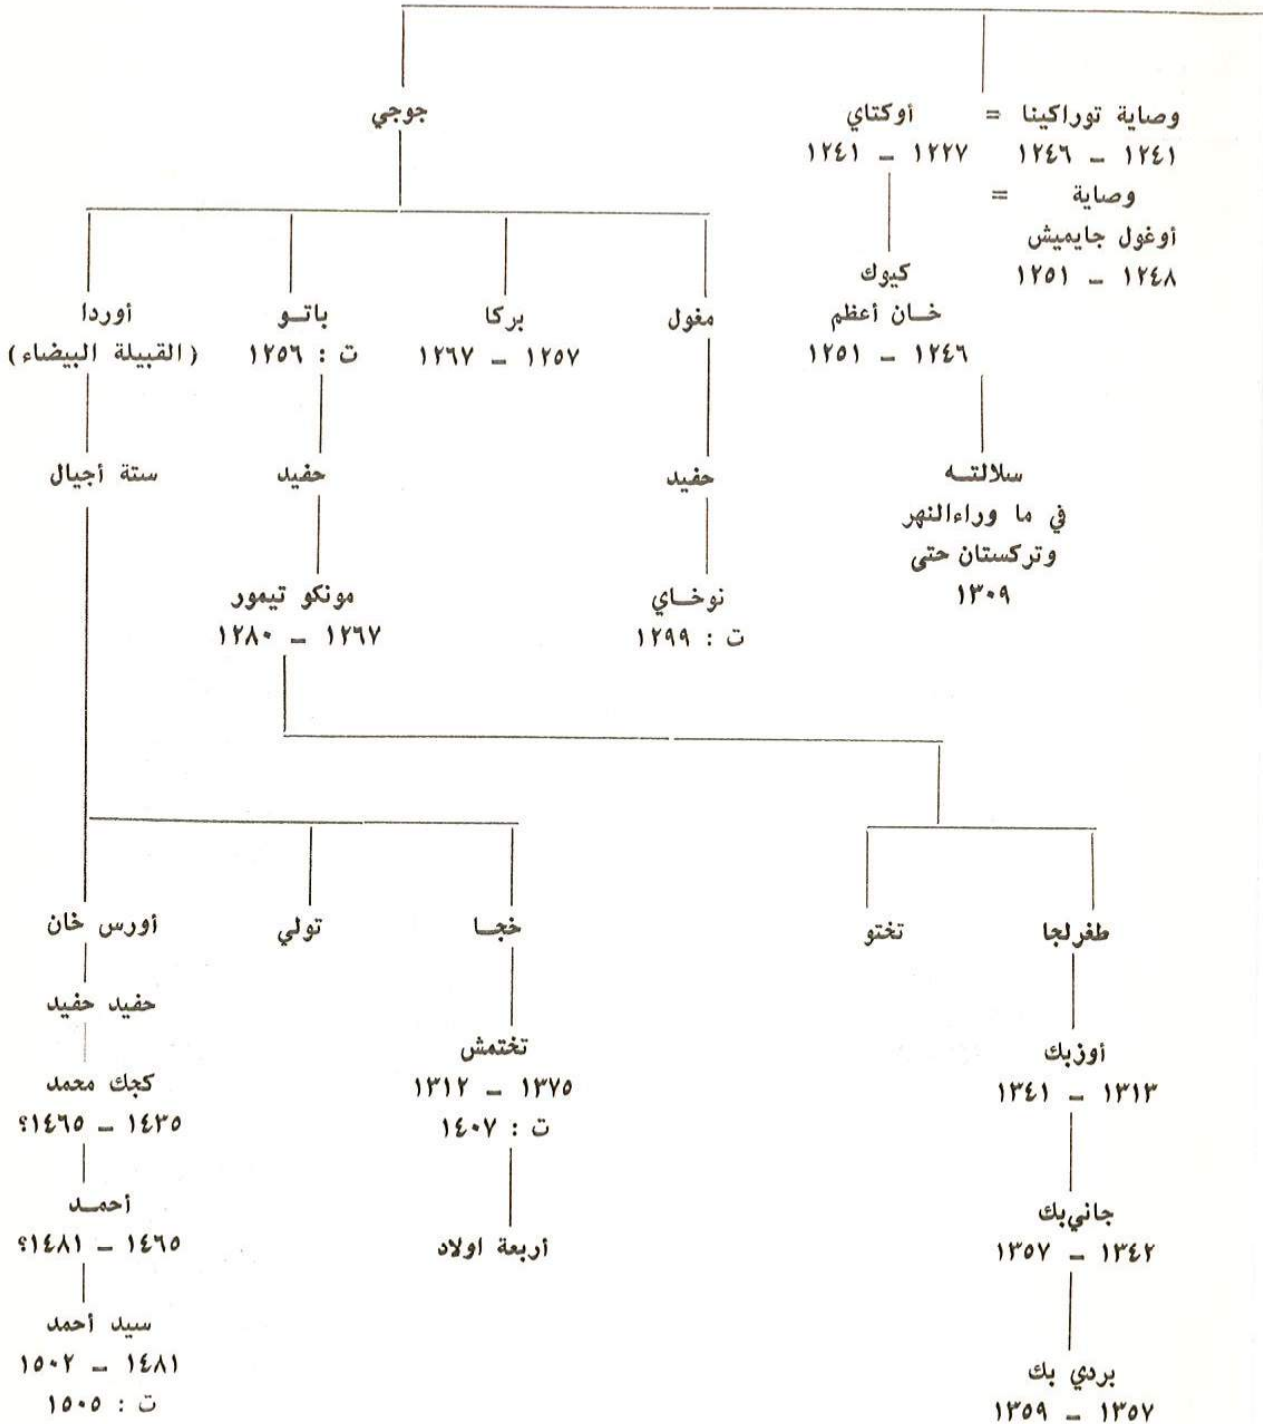 جوجي
وصاية توراكينا = أوكتاي
١٢٤١ – ١٢٤٦ ١٢٢٧ – ١٢٤١
وصاية =
أوغول جايميش
١٢٤٨ – ١٢٥١
كيوك
خان أعظم
١٢٤٦ – ١٢٥١
مغول
بركا
١٢٥٧ – ١٢٦٧
باتو
ت : ١٢٥٦
أوردا
(القبيلة البيضاء)
سلالته
في ما وراءالنهر
وتركستان حتى
١٣٠٩
حفيد
حفيد
ستة أجيال
نوخاي
ت : ١٢٩٩
مونكو تيمور
١٢٦٧ – ١٢٨٠
طغرلجا
تختو
خجا
تولي
أورس خان
حفيد حفيد
أوزبك
١٣١٣ – ١٣٤١
تختمش
١٣٧٥ – ١٣١٢
ت : ١٤٠٧
كجك محمد
١٤٣٥ – ١٤٦٥؟
جاني بك
١٣٤٢ – ١٣٥٧
أربعة اولاد
أحمد
١٤٦٥ – ١٤٨١؟
بردي بك
١٣٥٧ – ١٣٥٩
سيد أحمد
١٤٨١ – ١٥٠٢
ت : ١٥٠٥